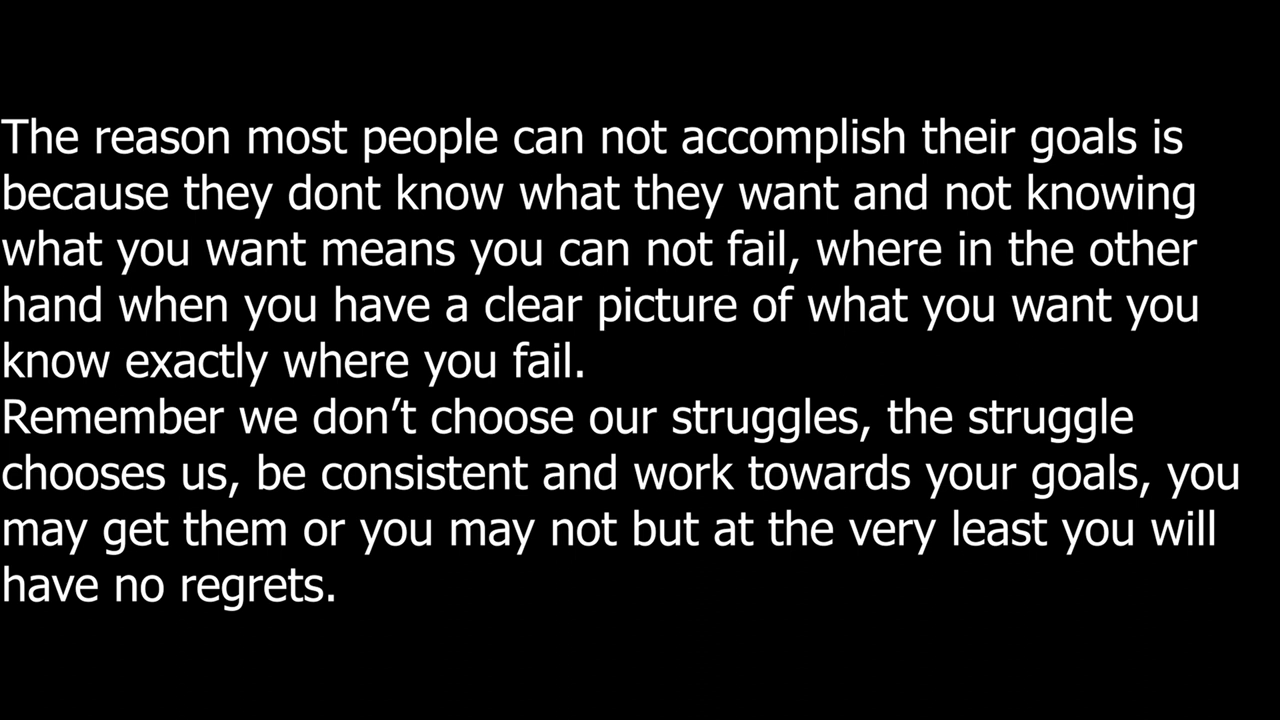 The reason most people can not accomplish their goals is
because they dont know what they want and not knowing
what you want means you can not fail, where in the other
hand when you have a clear picture of what you want you
know exactly where you fail.
Remember we don’t choose our struggles, the struggle
chooses us, be consistent and work towards your goals, you
may get them or you may not but at the very least you will
have no regrets.